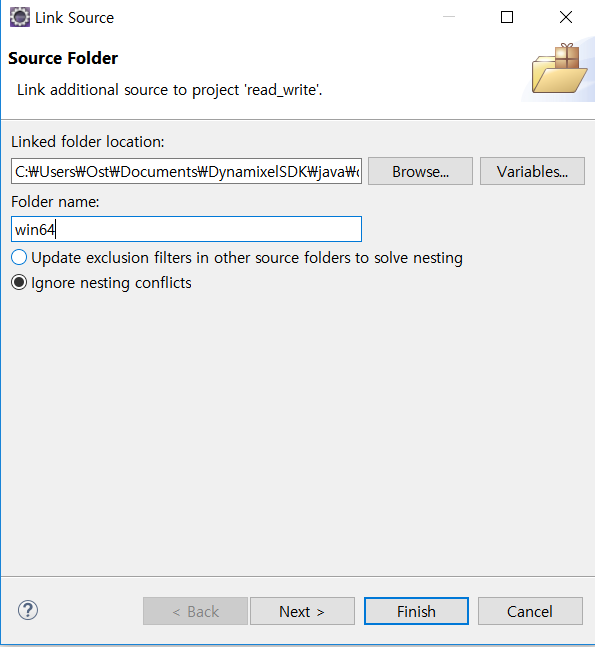 Link Source
Source Folder
Link additional source to project 'read_write'.
Linked folder location:
C:₩Users₩Ost₩Documents₩DynamixelSDK₩java₩
Browse...
Variables...
Folder name:
win64
Update exclusion filters in other source folders to solve nesting
Ignore nesting conflicts
?
< Back
Next >
Finish
Cancel